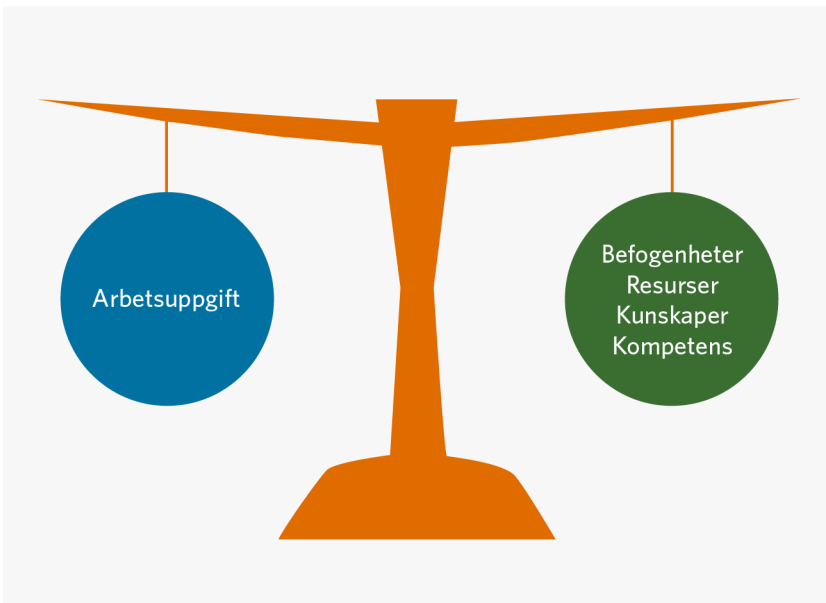 Arbetsuppgift
Befogenheter
Resurser
Kunskaper
Kompetens